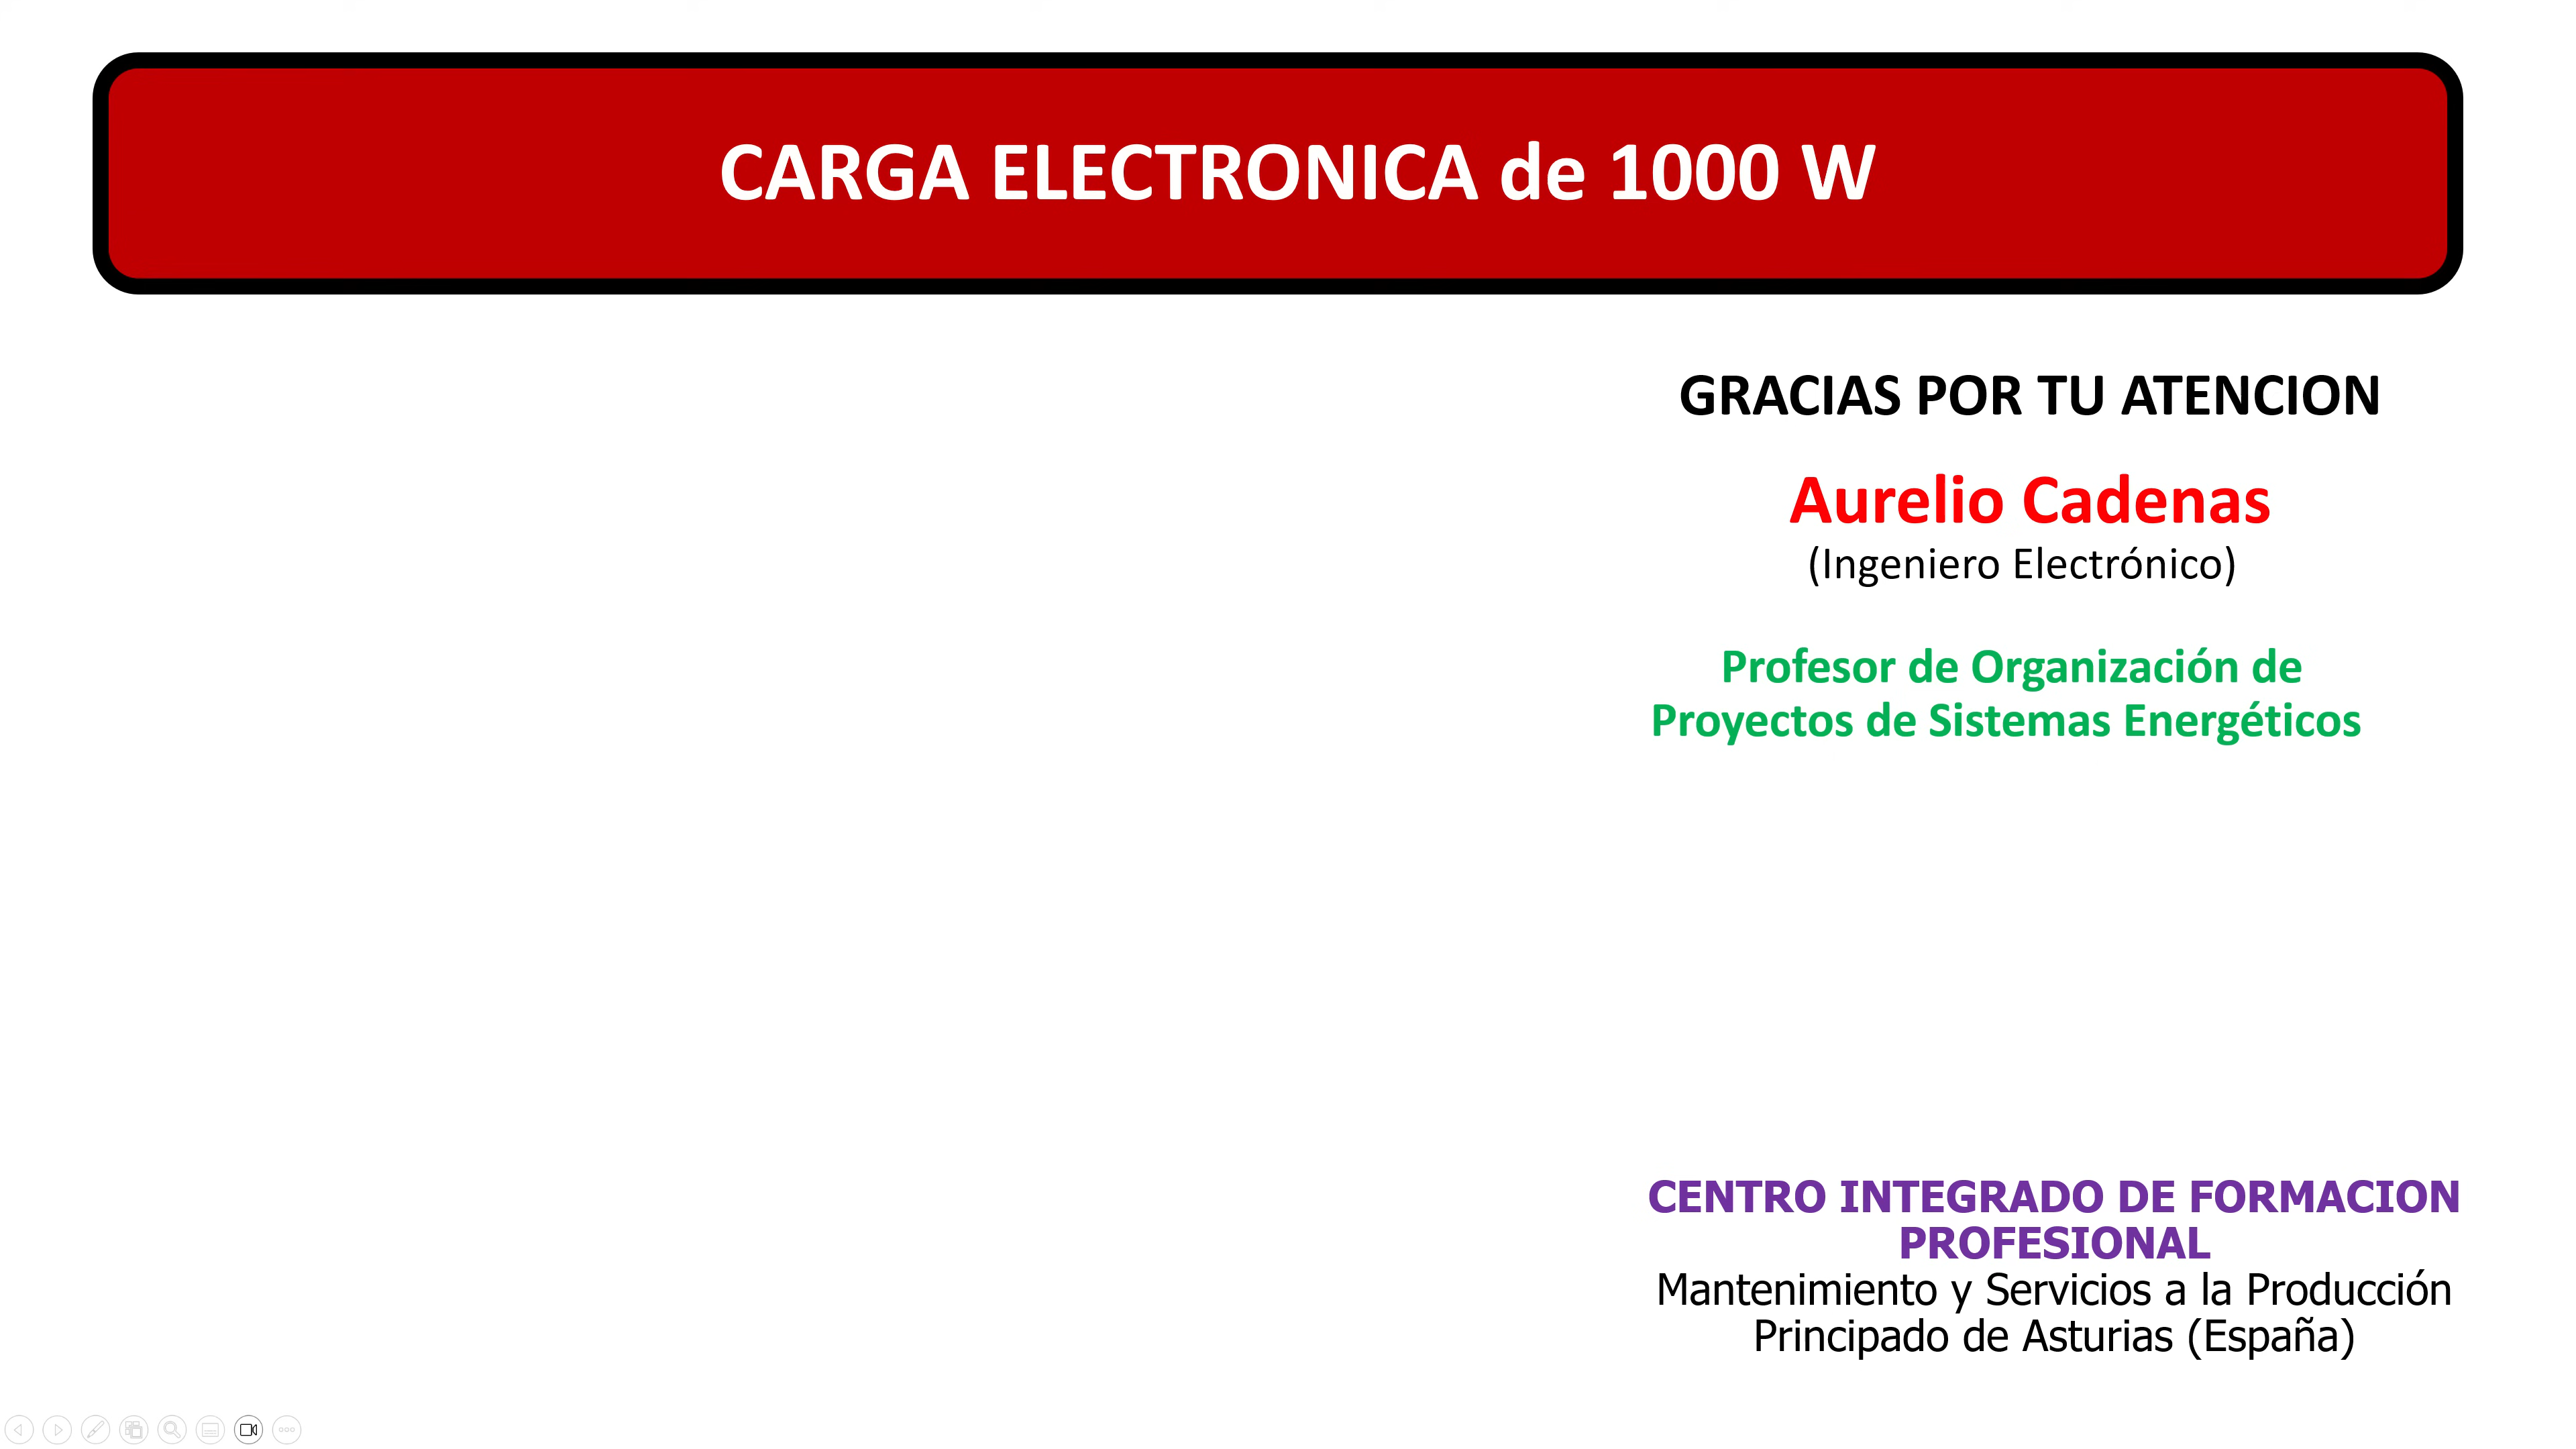 CARGA ELECTRONICA de 1000 W
GRACIAS POR TU ATENCION
Aurelio Cadenas
(Ingeniero Electrónico)
Profesor de Organización de
Proyectos de Sistemas Energéticos
CENTRO INTEGRADO DE FORMACION
PROFESIONAL
Mantenimiento y Servicios a la Producción
Principado de Asturias (España)